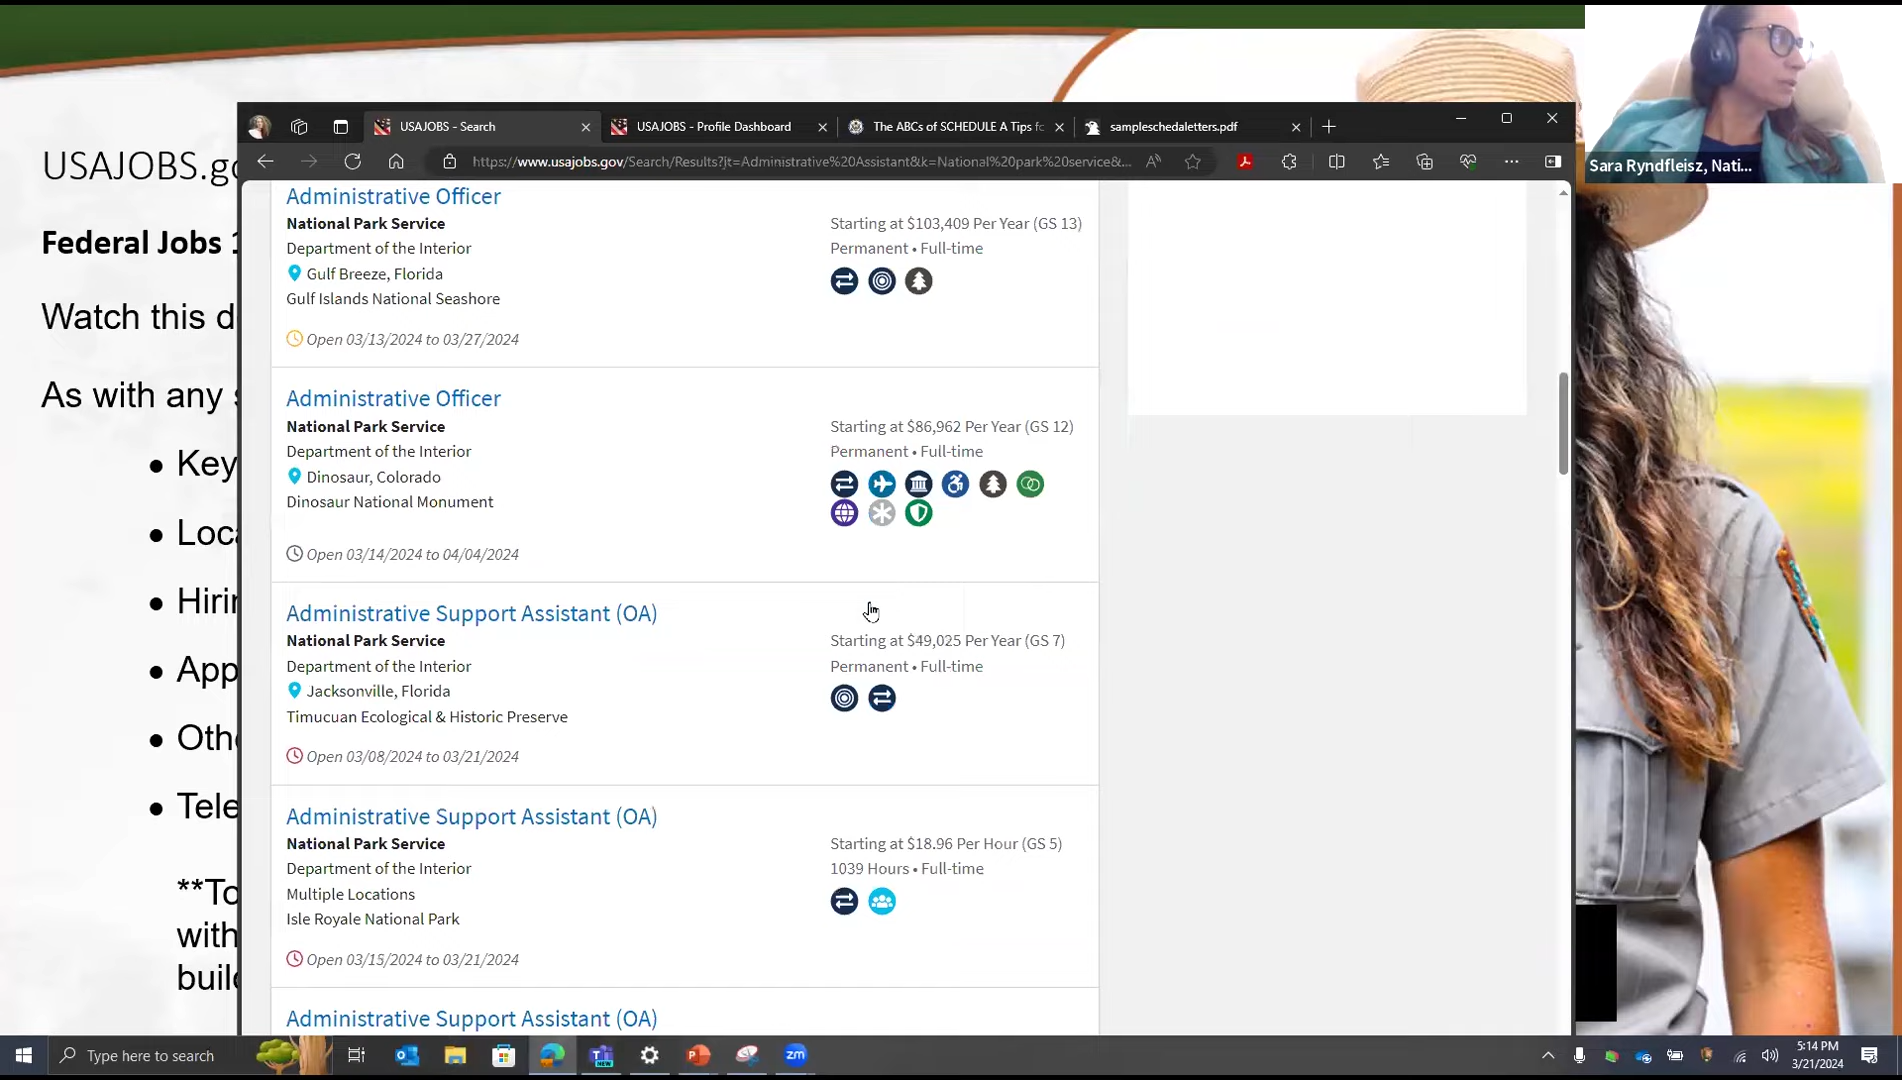 USAJOBS.g
Federal Jobs
Watch this d
As with any
• Key
• Loca
• Hirin
• App
• Othe
• Tele
**To
with
build
USAJOBS - Search
USAJOBS - Profile Dashboard
The ABCs of SCHEDULE A Tips fc
sampleschedaletters.pdf
https://www.usajobs.gov/Search/Results?jt=Administrative%20Assistant&k=National%20park%20service&...
Sara Ryndfleisz, Nati...
Administrative Officer
National Park Service
Starting at $103,409 Per Year (GS 13)
Department of the Interior
Permanent • Full-time
Gulf Breeze, Florida
Gulf Islands National Seashore
Open 03/13/2024 to 03/27/2024
Administrative Officer
National Park Service
Starting at $86,962 Per Year (GS 12)
Department of the Interior
Permanent • Full-time
Dinosaur, Colorado
Dinosaur National Monument
Open 03/14/2024 to 04/04/2024
Administrative Support Assistant (OA)
National Park Service
Starting at $49,025 Per Year (GS 7)
Department of the Interior
Permanent • Full-time
Jacksonville, Florida
Timucuan Ecological & Historic Preserve
Open 03/08/2024 to 03/21/2024
Administrative Support Assistant (OA)
National Park Service
Starting at $18.96 Per Hour (GS 5)
Department of the Interior
1039 Hours • Full-time
Multiple Locations
Isle Royale National Park
Open 03/15/2024 to 03/21/2024
Administrative Support Assistant (OA)
Type here to search
zm
5:14 PM
3/21/2024